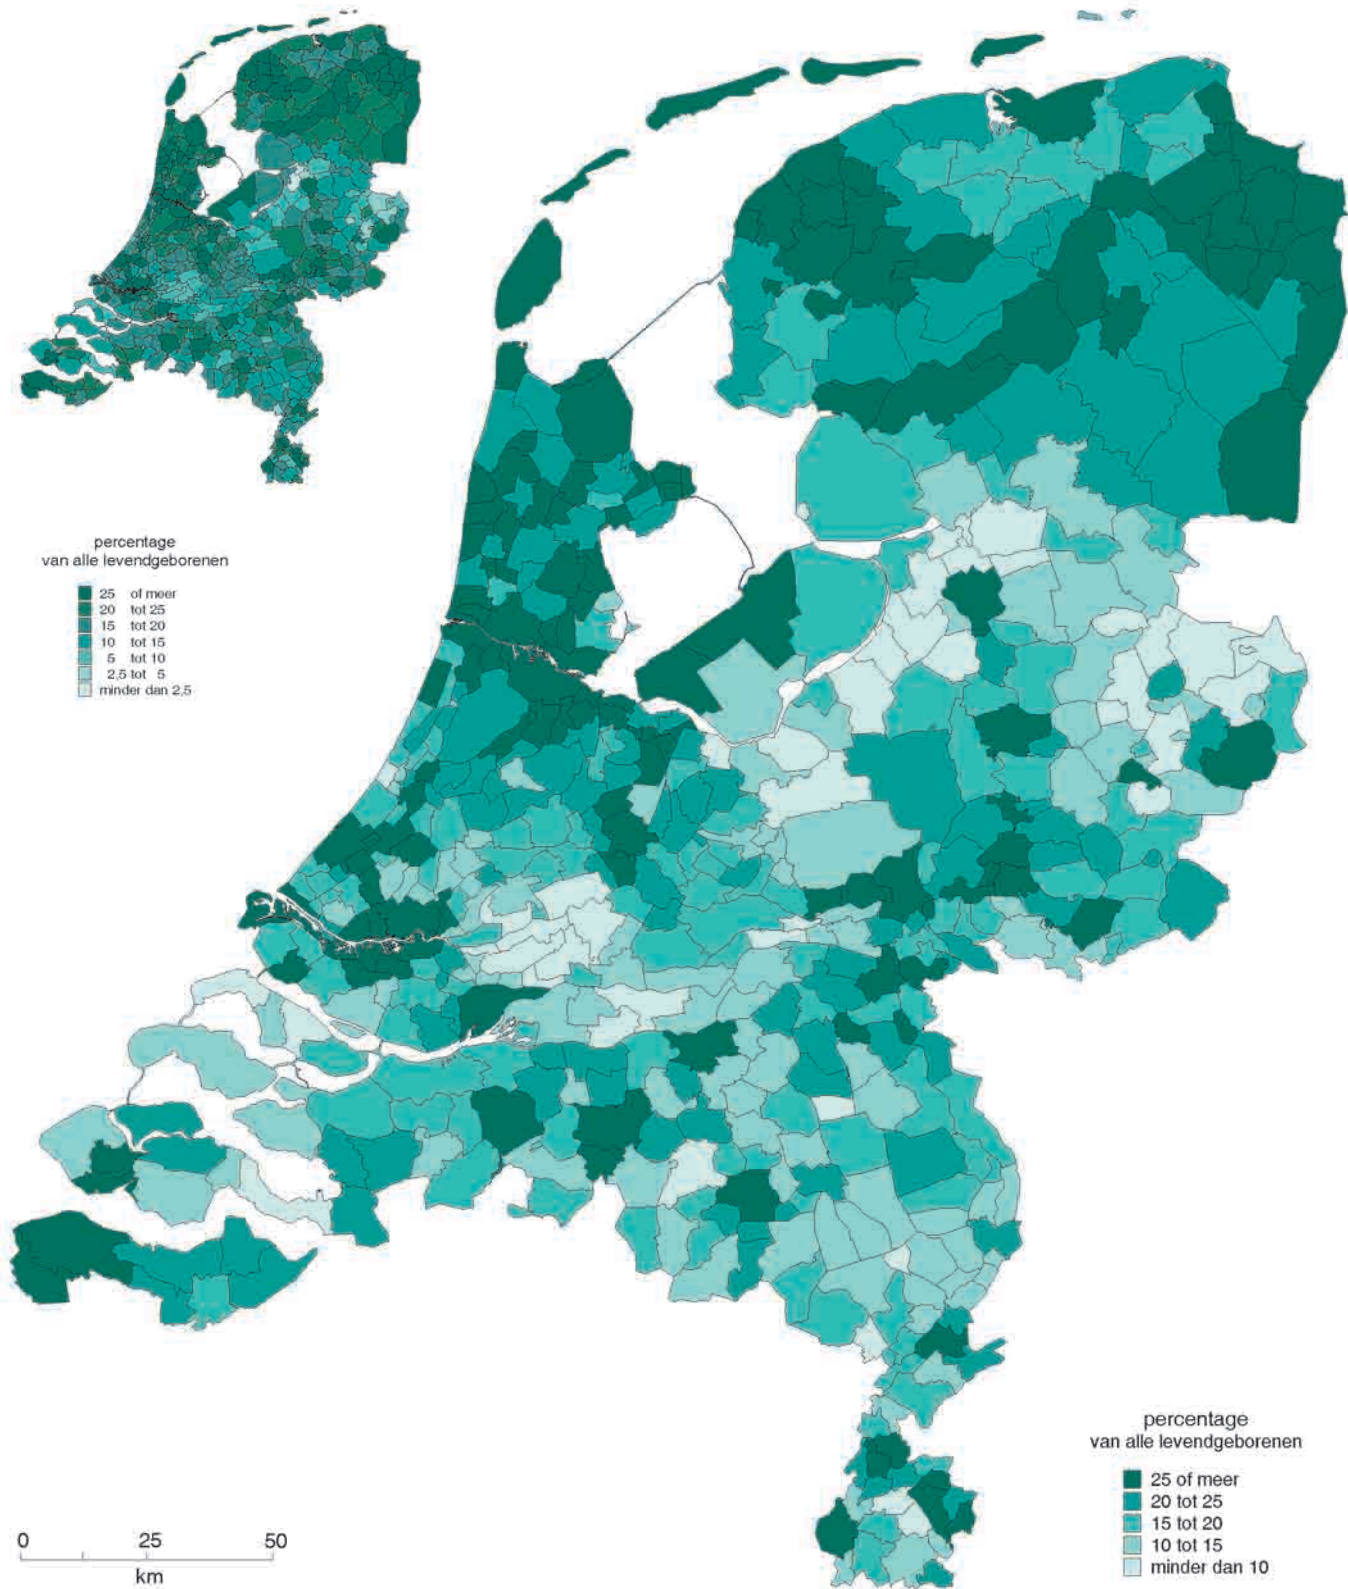 percentage
van alle levendgeborenen
25 of meer
20 tot 25
15 tot 20
10 tot 15
5 tot 10
2,5 tot 5
minder dan 2,5
percentage
van alle levendgeborenen
25 of meer
20 tot 25
15 tot 20
10 tot 15
minder dan 10
0 25 50
km